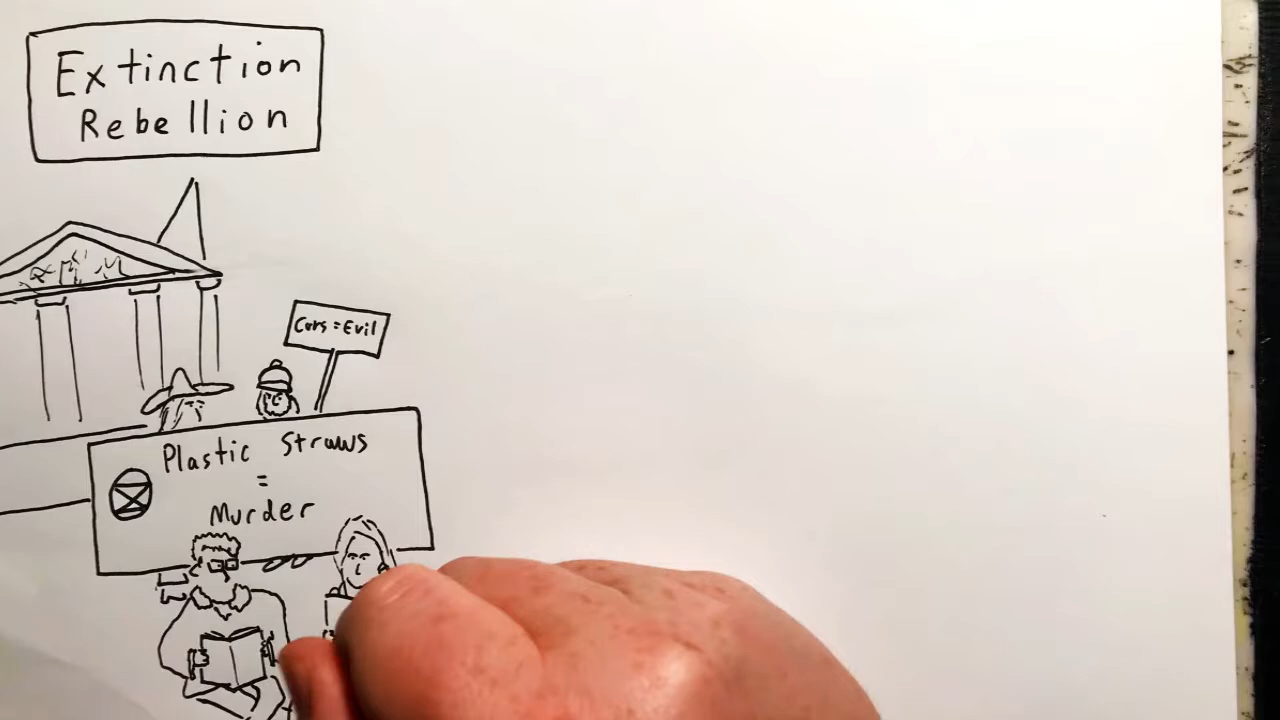 Extinction
Rebellion
Cars = Evil
Plastic Straws
=
Murder